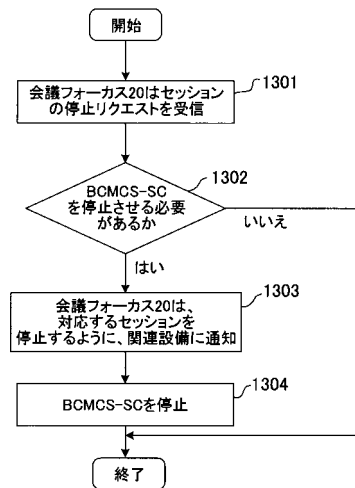 開始
会議フォーカス20はセッション
の停止リクエストを受信
1301
BCMCS-SC
を停止させる必要
があるか
1302
いいえ
はい
会議フォーカス20は、
対応するセッションを
停止するように、関連設備に通知
1303
BCMCS-SCを停止
1304
終了